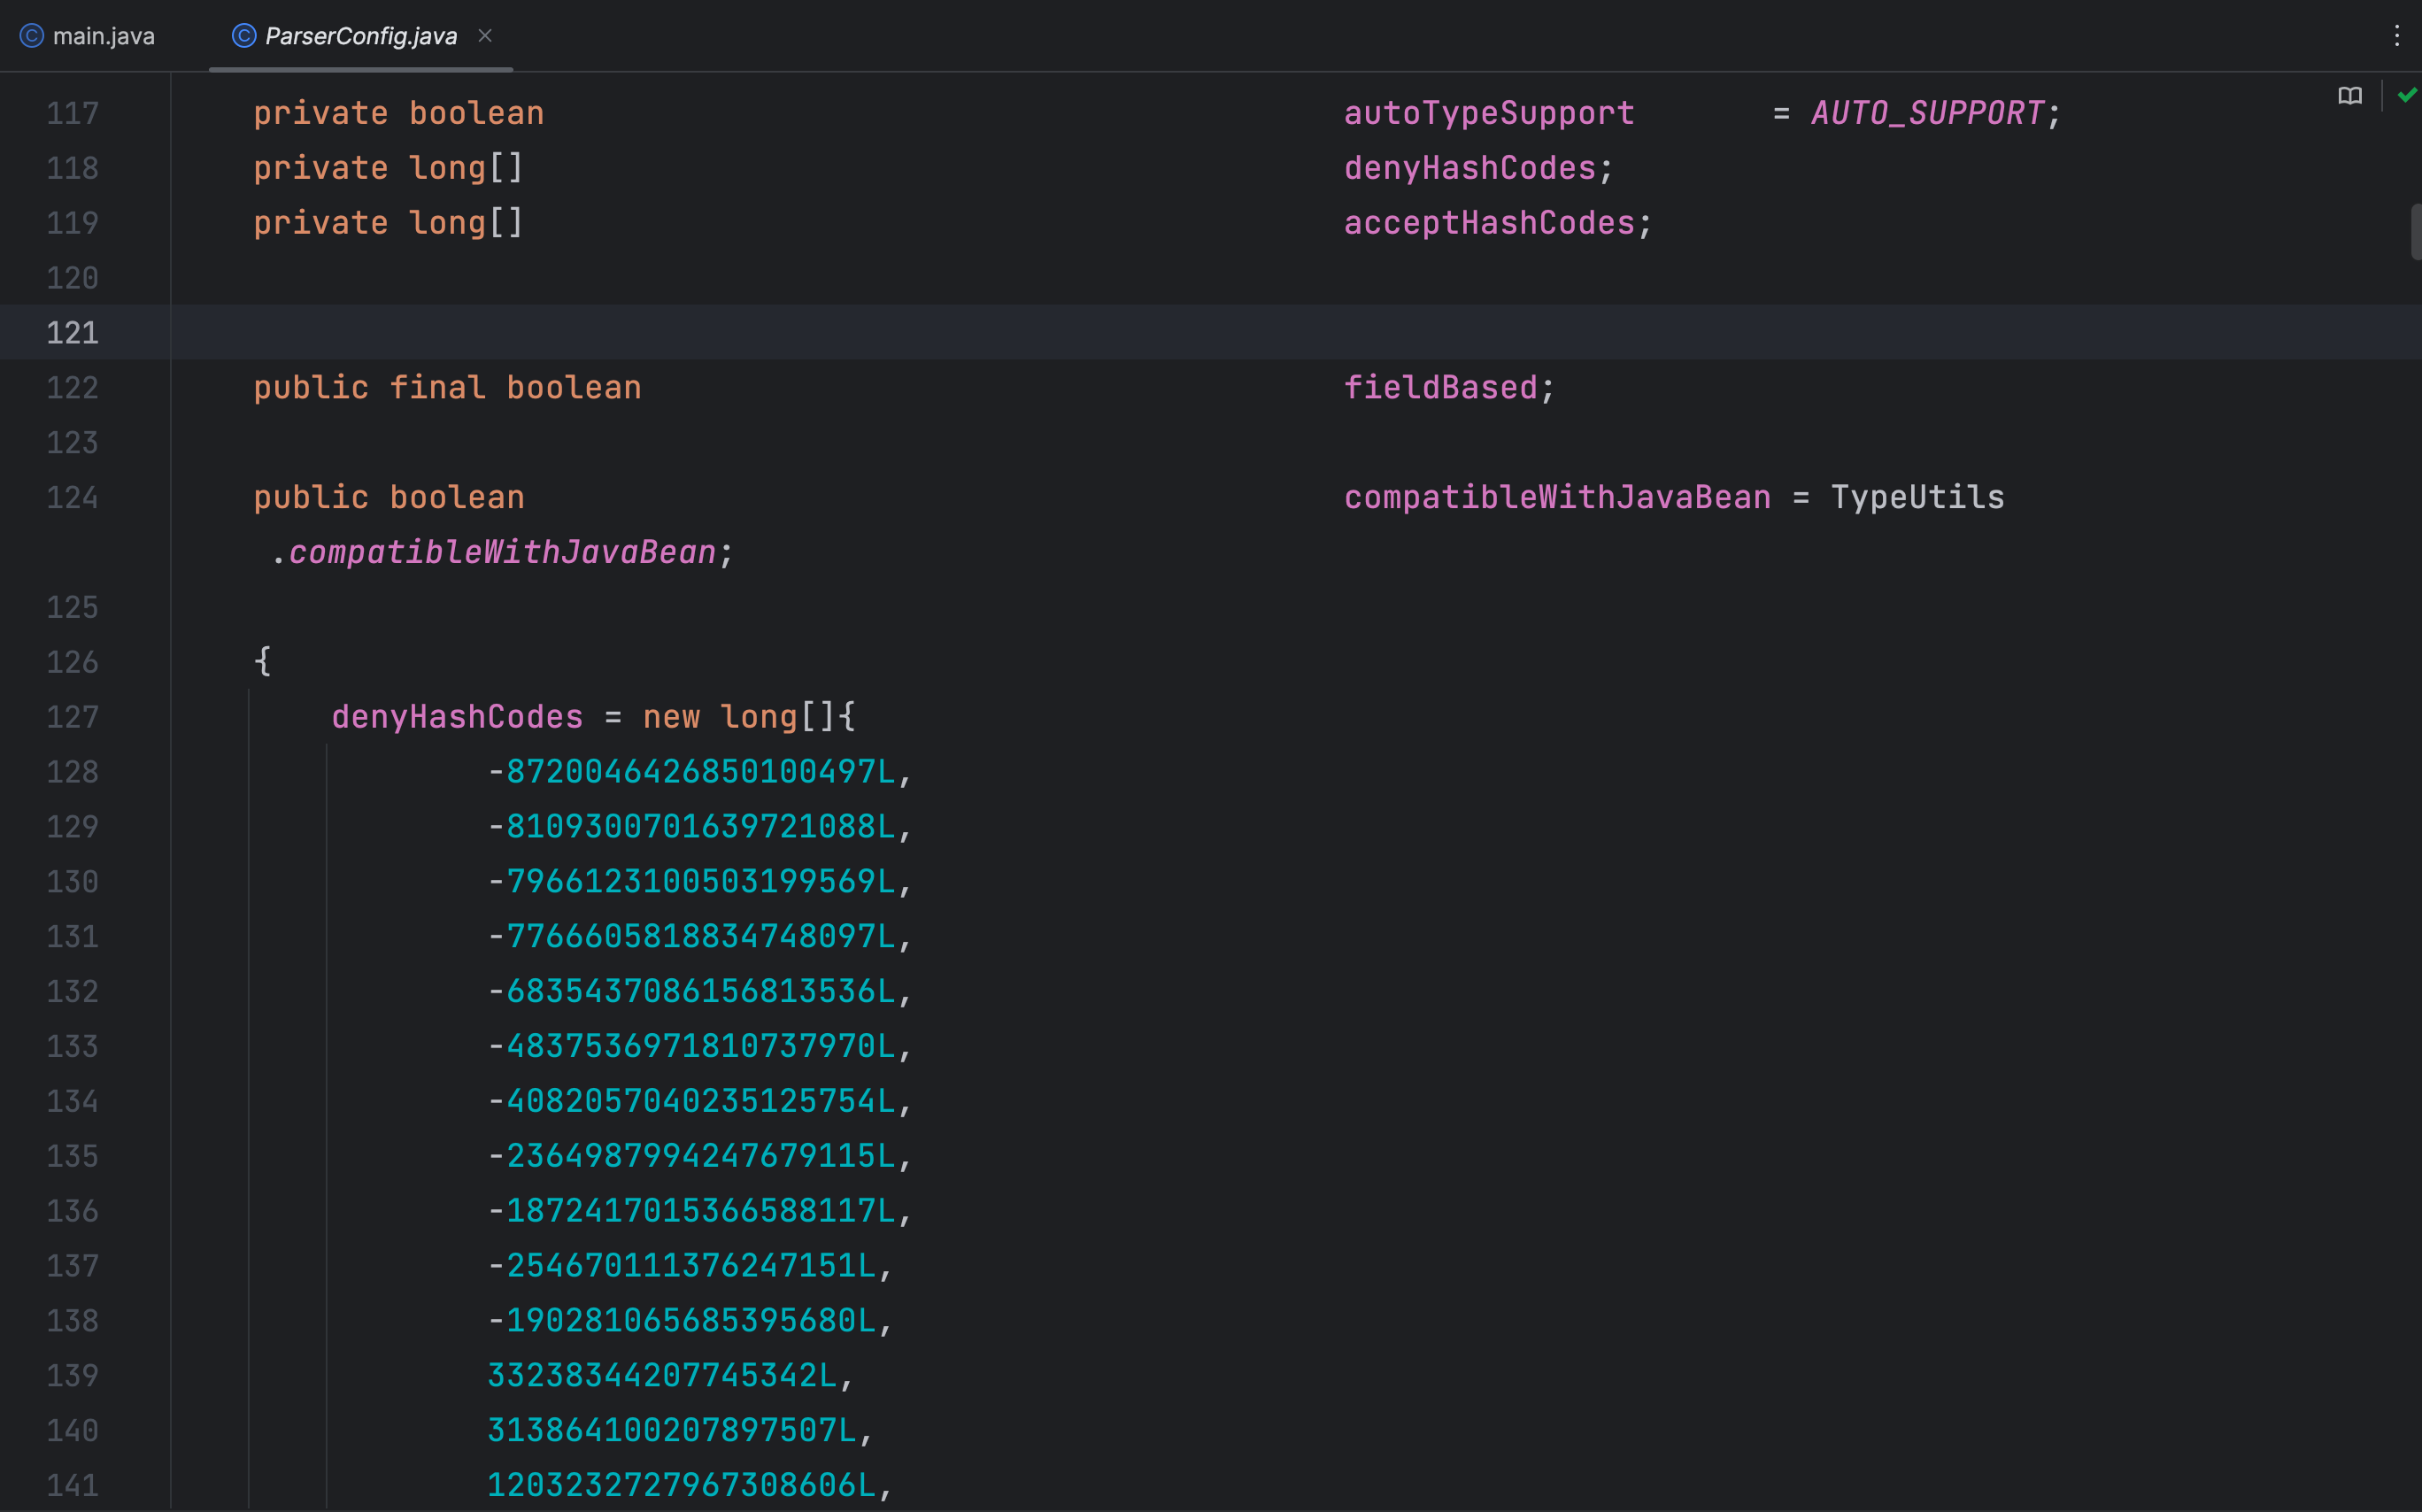 main.java ParserConfig.java
117 private boolean autoTypeSupport = AUTO_SUPPORT;
118 private long[] denyHashCodes;
119 private long[] acceptHashCodes;
120
121
122 public final boolean fieldBased;
123
124 public boolean compatibleWithJavaBean = TypeUtils
.compatibleWithJavaBean;
125
126 {
127 denyHashCodes = new long[]{
128 -8720046426850100497L,
129 -8109300701639721088L,
130 -7966123100503199569L,
131 -7766605818834748097L,
132 -6835437086156813536L,
133 -4837536971810737970L,
134 -4082057040235125754L,
135 -2364987994247679115L,
136 -1872417015366588117L,
137 -254670111376247151L,
138 -190281065685395680L,
139 33238344207745342L,
140 313864100207897507L,
141 1203232727967308606L,